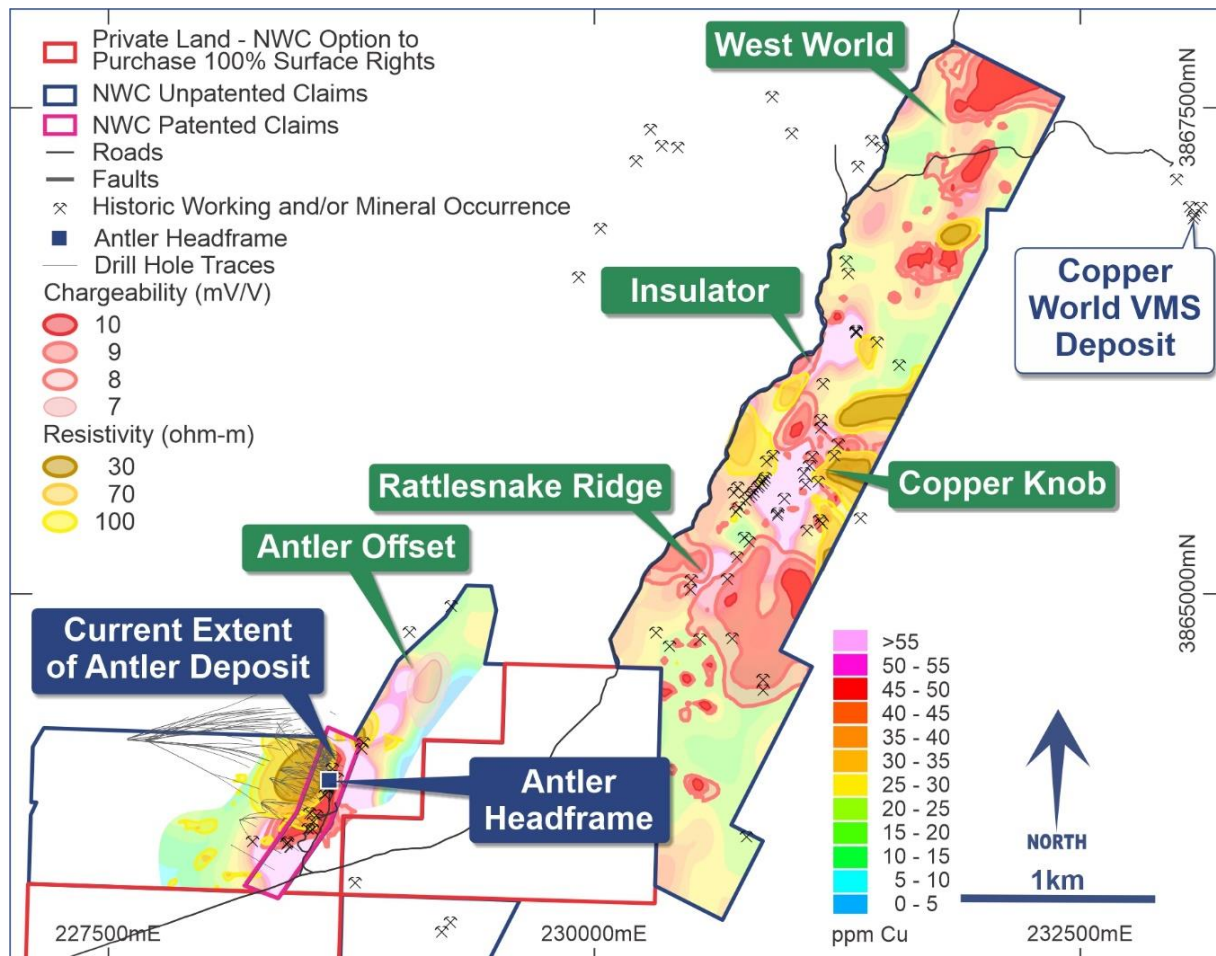 Private Land - NWC Option to
Purchase 100% Surface Rights
NWC Unpatented Claims
NWC Patented Claims
Roads
Faults
Historic Working and/or Mineral Occurrence
Antler Headframe
Drill Hole Traces
Chargeability (mV/V)
10
9
8
7
Resistivity (ohm-m)
30
70
100
West World
Insulator
Copper
World VMS
Deposit
Rattlesnake Ridge
Copper Knob
Antler Offset
Current Extent
of Antler Deposit
Antler
Headframe
3867500mN
3865000mN
>55
50 - 55
45 - 50
40 - 45
35 - 40
30 - 35
25 - 30
20 - 25
15 - 20
10 - 15
5 - 10
0 - 5
ppm Cu
NORTH
1km
227500mE
230000mE
232500mE